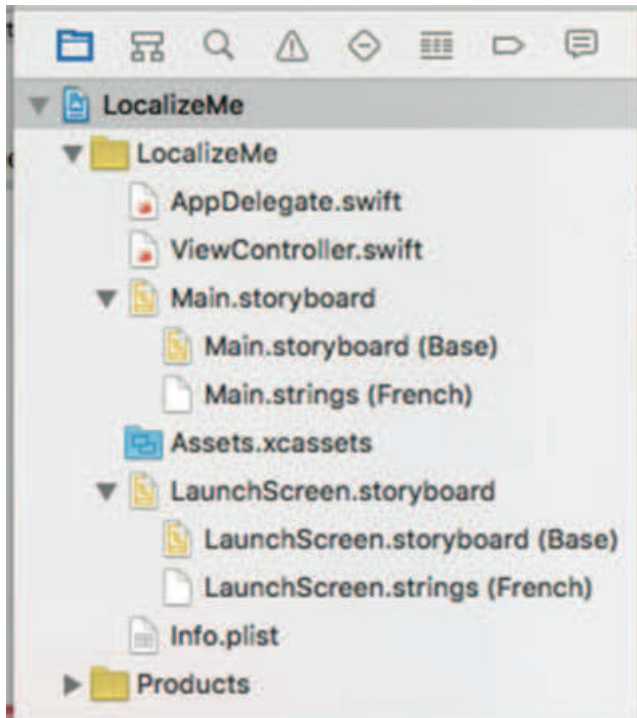 LocalizeMe
LocalizeMe
AppDelegate.swift
ViewController.swift
Main.storyboard
Main.storyboard (Base)
Main.strings (French)
Assets.xcassets
LaunchScreen.storyboard
LaunchScreen.storyboard (Base)
LaunchScreen.strings (French)
Info.plist
Products